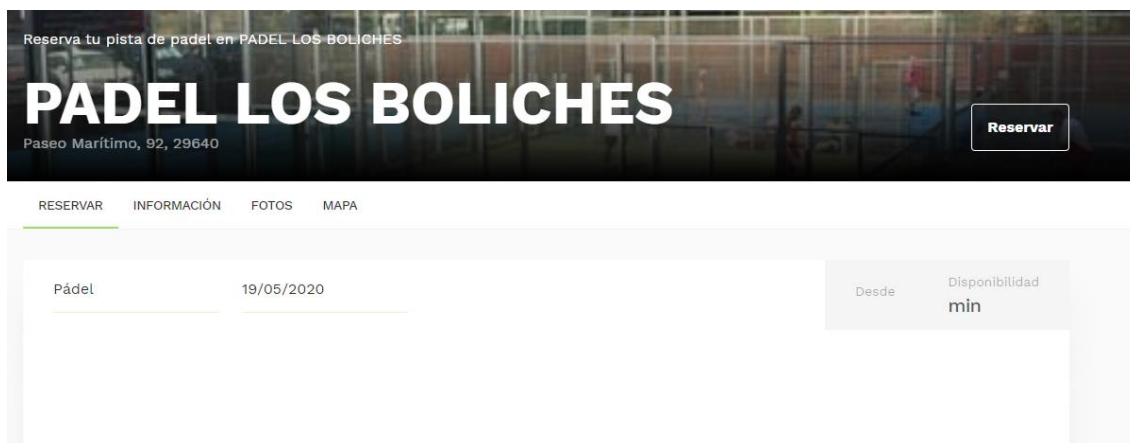 Reserva tu pista de padel en PADEL LOS BOLICHES
PADEL LOS BOLICHES
Paseo Marítimo, 92, 29640
Reservar
RESERVAR INFORMACIÓN FOTOS MAPA
Pádel 19/05/2020
Desde
Disponibilidad
min